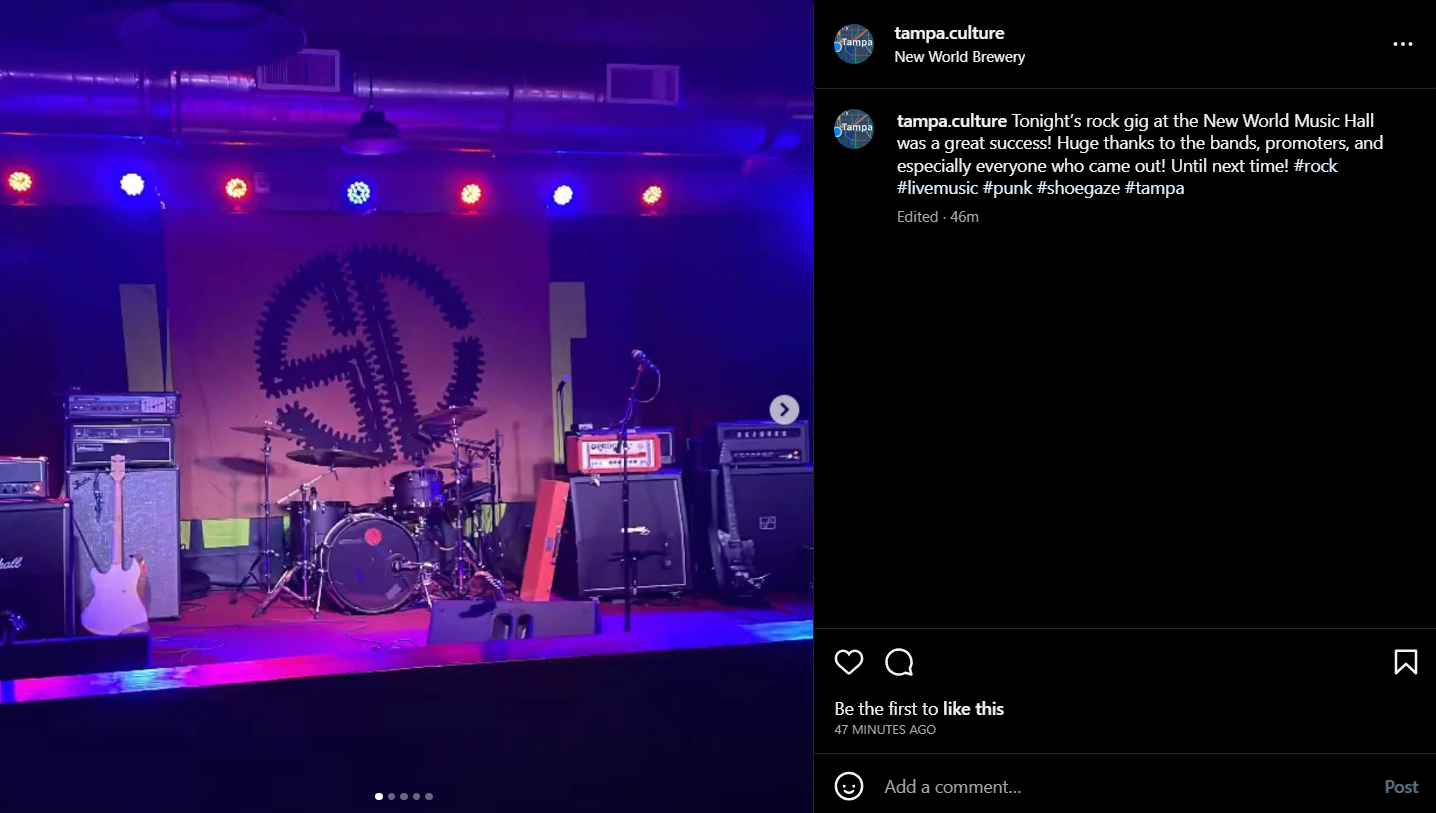 tampa.culture
New World Brewery
Tampa
Tampa
tampa.culture Tonight's rock gig at the New World Music Hall
was a great success! Huge thanks to the bands, promoters, and
especially everyone who came out! Until next time! #rock
#livemusic #punk #shoegaze #tampa
Edited · 46m
Be the first to like this
47 MINUTES AGO
Add a comment...
Post